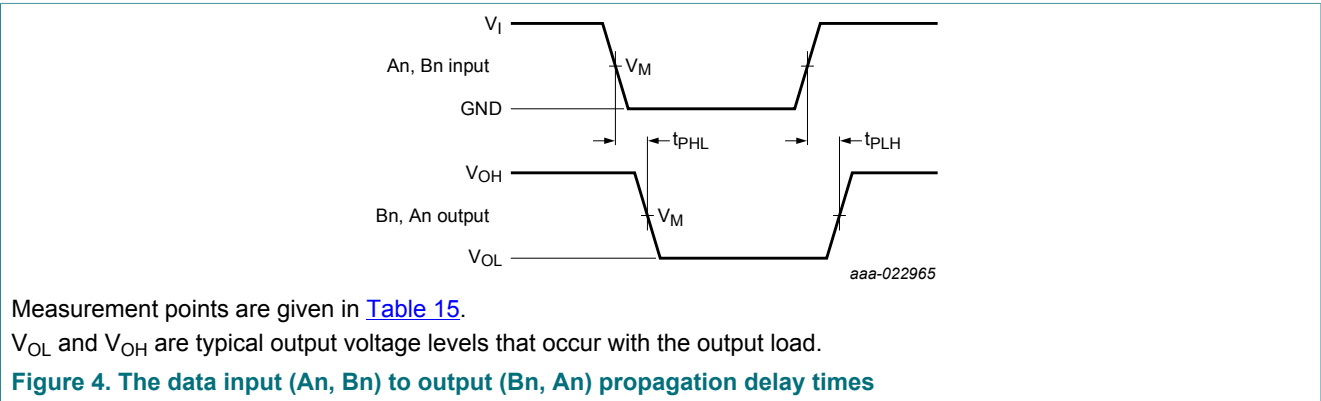 VI
An, Bn input
VM
GND
tPHL
tPLH
VOH
Bn, An output
VM
VOL
aaa-022965
Measurement points are given in Table 15.
VOL and VOH are typical output voltage levels that occur with the output load.
Figure 4. The data input (An, Bn) to output (Bn, An) propagation delay times